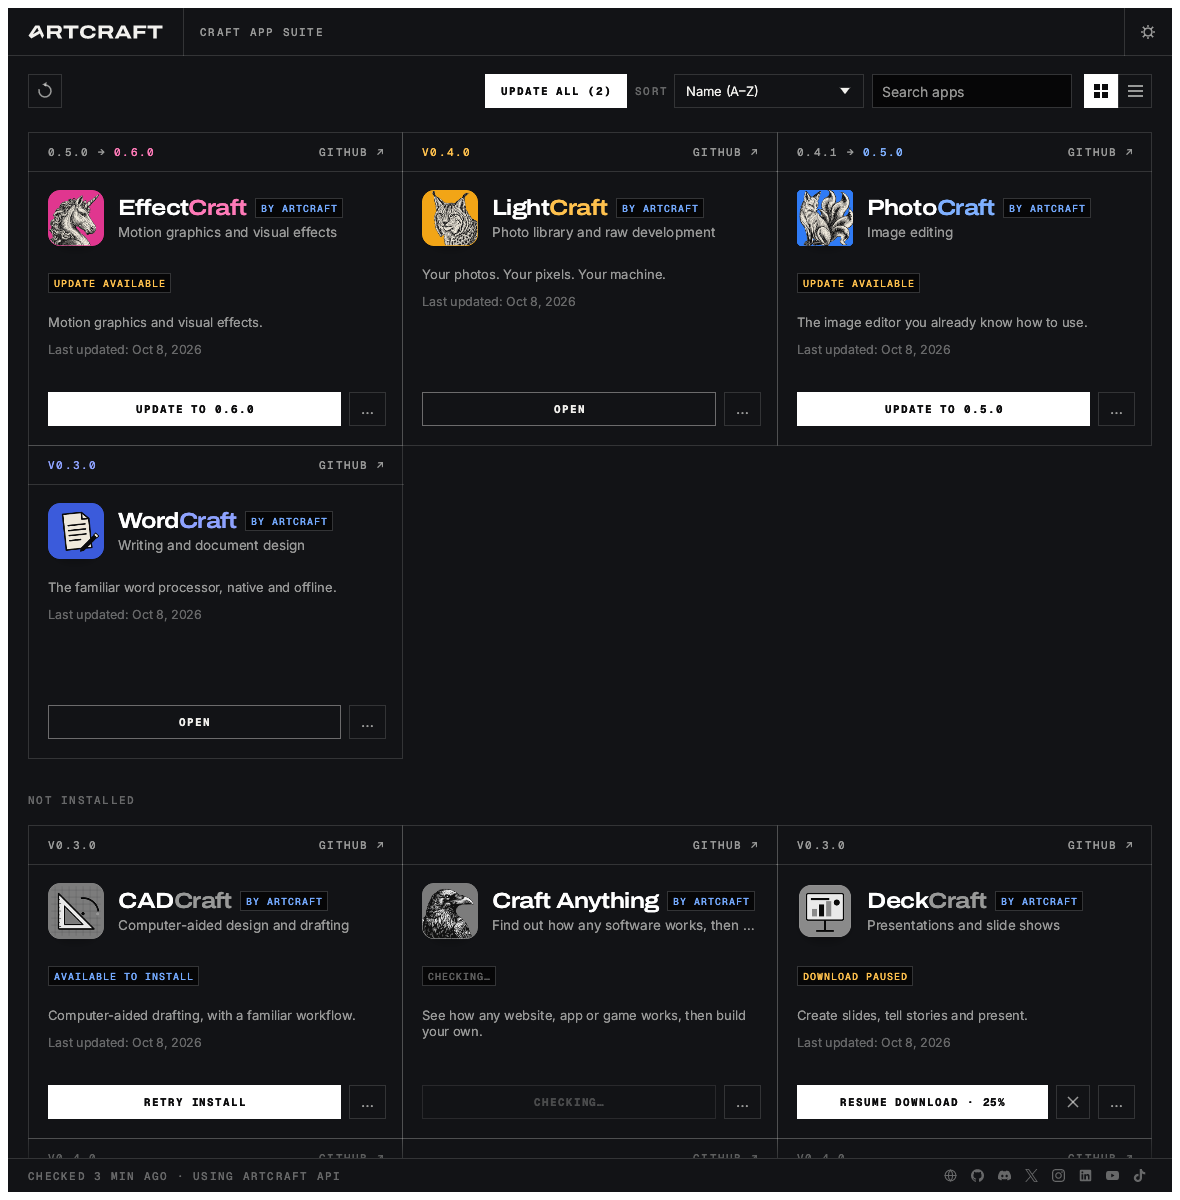 ARTCRAFT
CRAFT APP SUITE
UPDATE ALL (2)
SORT
Name (A–Z)
Search apps
0.5.0 → 0.6.0
GITHUB ↗
EffectCraft
BY ARTCRAFT
Motion graphics and visual effects
UPDATE AVAILABLE
Motion graphics and visual effects.
Last updated: Oct 8, 2026
UPDATE TO 0.6.0
...
V0.4.0
GITHUB ↗
LightCraft
BY ARTCRAFT
Photo library and raw development
Your photos. Your pixels. Your machine.
Last updated: Oct 8, 2026
OPEN
...
0.4.1 → 0.5.0
GITHUB ↗
PhotoCraft
BY ARTCRAFT
Image editing
UPDATE AVAILABLE
The image editor you already know how to use.
Last updated: Oct 8, 2026
UPDATE TO 0.5.0
...
V0.3.0
GITHUB ↗
WordCraft
BY ARTCRAFT
Writing and document design
The familiar word processor, native and offline.
Last updated: Oct 8, 2026
OPEN
...
NOT INSTALLED
V0.3.0
GITHUB ↗
CADCraft
BY ARTCRAFT
Computer-aided design and drafting
AVAILABLE TO INSTALL
Computer-aided drafting, with a familiar workflow.
Last updated: Oct 8, 2026
RETRY INSTALL
...
GITHUB ↗
Craft Anything
BY ARTCRAFT
Find out how any software works, then ...
CHECKING…
See how any website, app or game works, then build
your own.
CHECKING…
...
V0.3.0
GITHUB ↗
DeckCraft
BY ARTCRAFT
Presentations and slide shows
DOWNLOAD PAUSED
Create slides, tell stories and present.
Last updated: Oct 8, 2026
RESUME DOWNLOAD · 25%
...
V0.4.0
GITHUB ↗
GITHUB ↗
V0.4.0
GITHUB ↗
CHECKED 3 MIN AGO · USING ARTCRAFT API